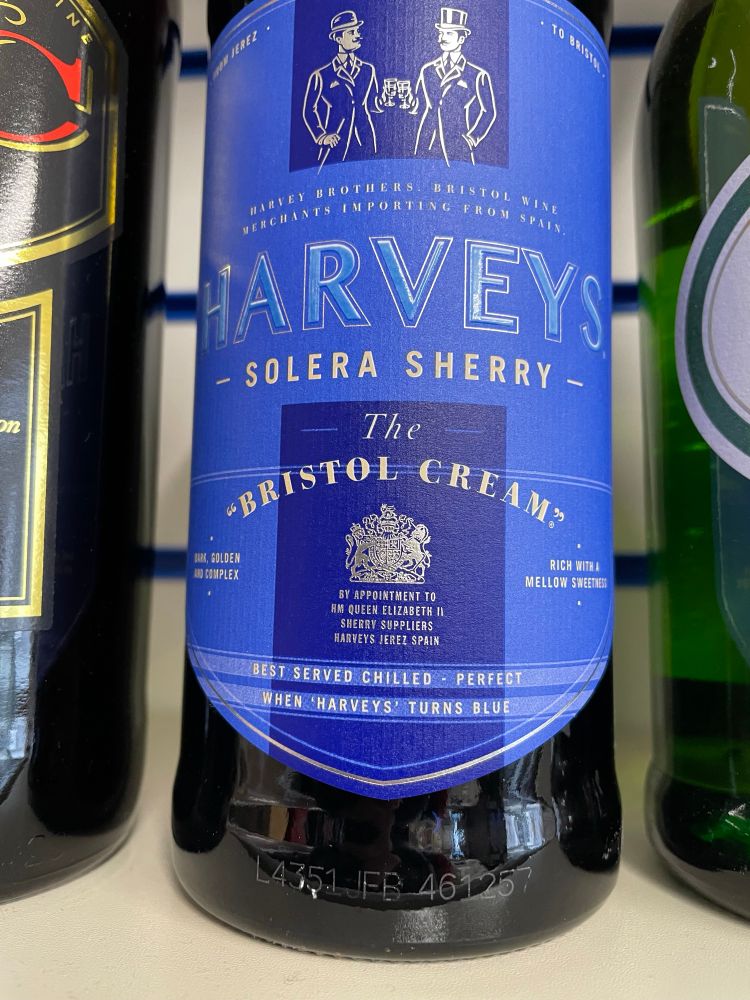 FROM JEREZ ·
· TO BRISTOL ·
HARVEY BROTHERS. BRISTOL WINE
MERCHANTS IMPORTING FROM SPAIN.
HARVEYS
– SOLERA SHERRY –
The
"BRISTOL CREAM"®
DARK, GOLDEN
AND COMPLEX
RICH WITH A
MELLOW SWEETNESS
BY APPOINTMENT TO
HM QUEEN ELIZABETH II
SHERRY SUPPLIERS
HARVEYS JEREZ SPAIN
BEST SERVED CHILLED - PERFECT
WHEN 'HARVEYS' TURNS BLUE
L4351 JFB 461257